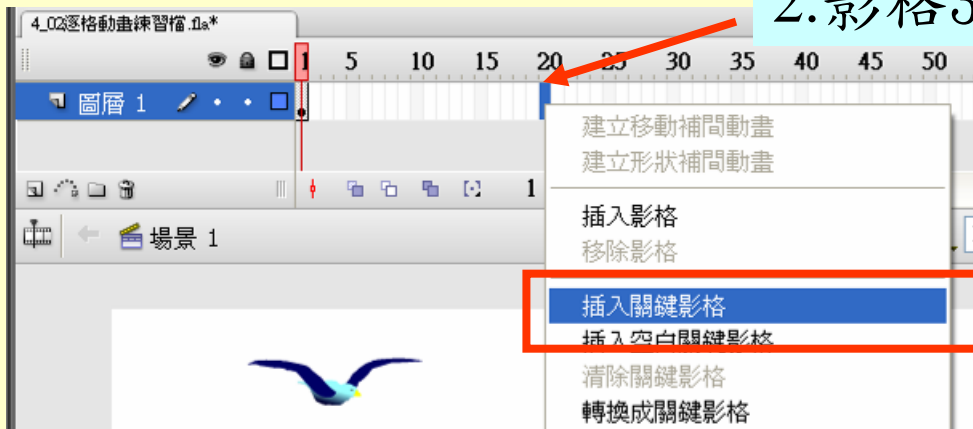 2.影格3
4_02逐格動畫練習檔.fla*
1 5 10 15 20 25 30 35 40 45 50
圖層 1
建立移動補間動畫
建立形狀補間動畫
1
插入影格
場景 1
移除影格
插入關鍵影格
插入空白關鍵影格
清除關鍵影格
轉換成關鍵影格